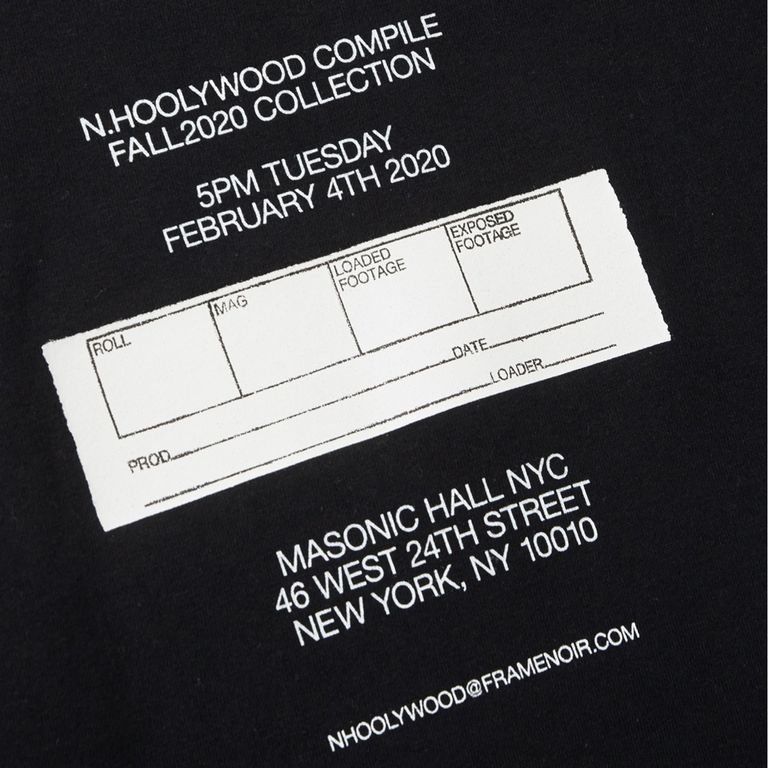 N.HOOLYWOOD COMPILE
FALL2020 COLLECTION
5PM TUESDAY
FEBRUARY 4TH 2020
ROLL
MAG
LOADED
FOOTAGE
EXPOSED
FOOTAGE
PROD.
DATE
LOADER
MASONIC HALL NYC
46 WEST 24TH STREET
NEW YORK, NY 10010
NHOOLYWOOD@FRAMENOIR.COM